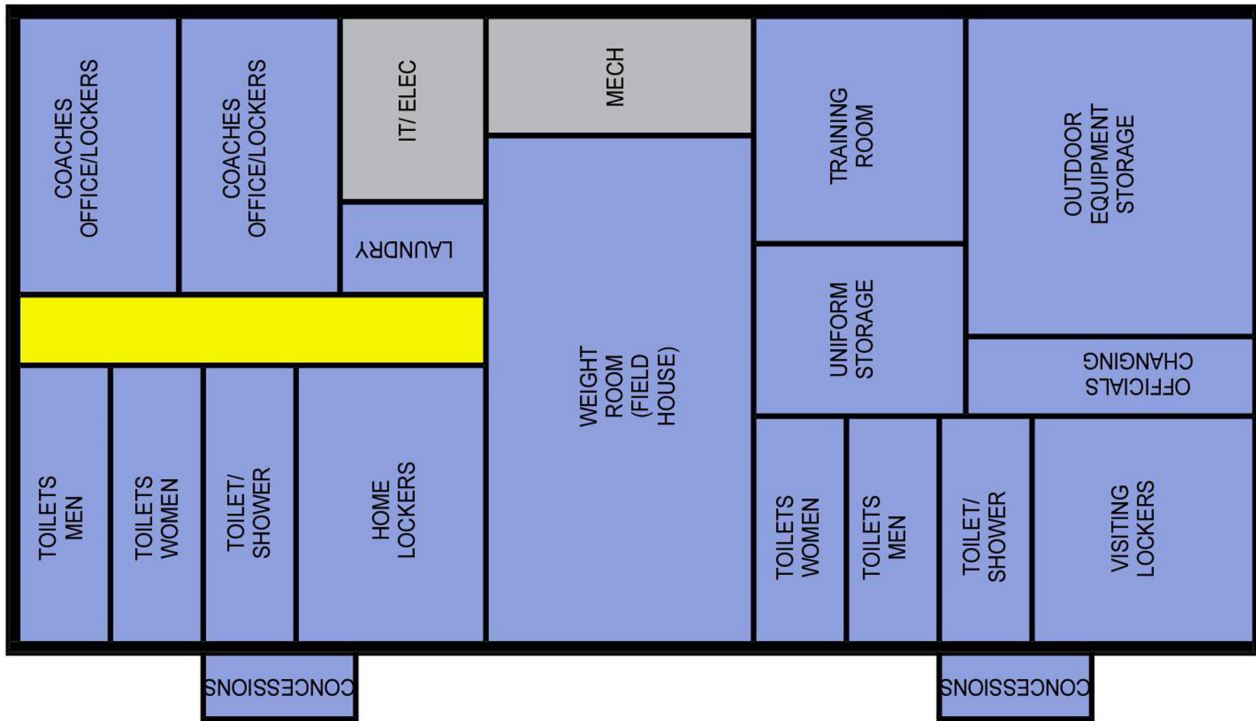 COACHES
OFFICE/LOCKERS
COACHES
OFFICE/LOCKERS
IT/ ELEC
MECH
TRAINING
ROOM
OUTDOOR
EQUIPMENT
STORAGE
LAUNDRY
UNIFORM
STORAGE
WEIGHT
ROOM
(FIELD
HOUSE)
OFFICIALS
CHANGING
TOILETS
MEN
TOILETS
WOMEN
TOILET/
SHOWER
HOME
LOCKERS
TOILETS
WOMEN
TOILETS
MEN
TOILET/
SHOWER
VISITING
LOCKERS
CONCESSIONS
CONCESSIONS